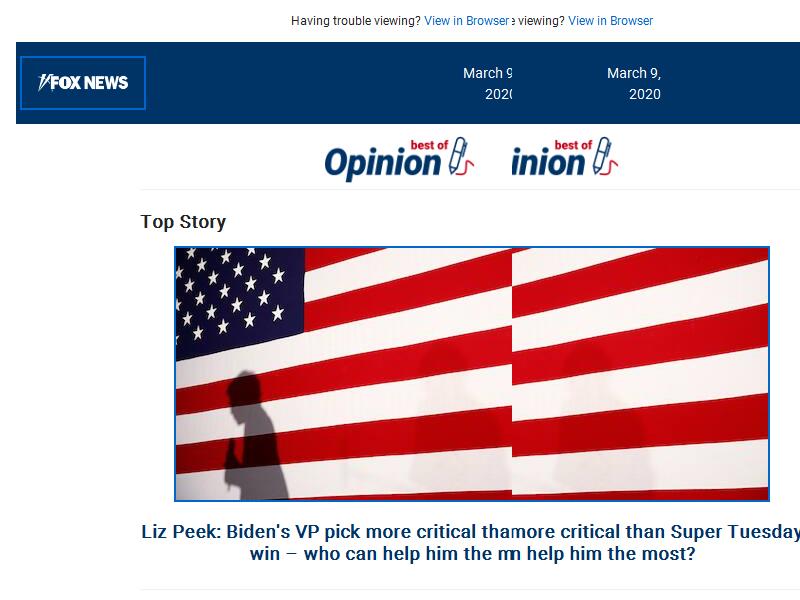 Having trouble viewing? View in Browser e viewing? View in Browser
FOX NEWS
March 9 March 9,
2020 2020
best of best of
Opinion inion
Top Story
Liz Peek: Biden's VP pick more critical tha more critical than Super Tuesday
win – who can help him the m n help him the most?